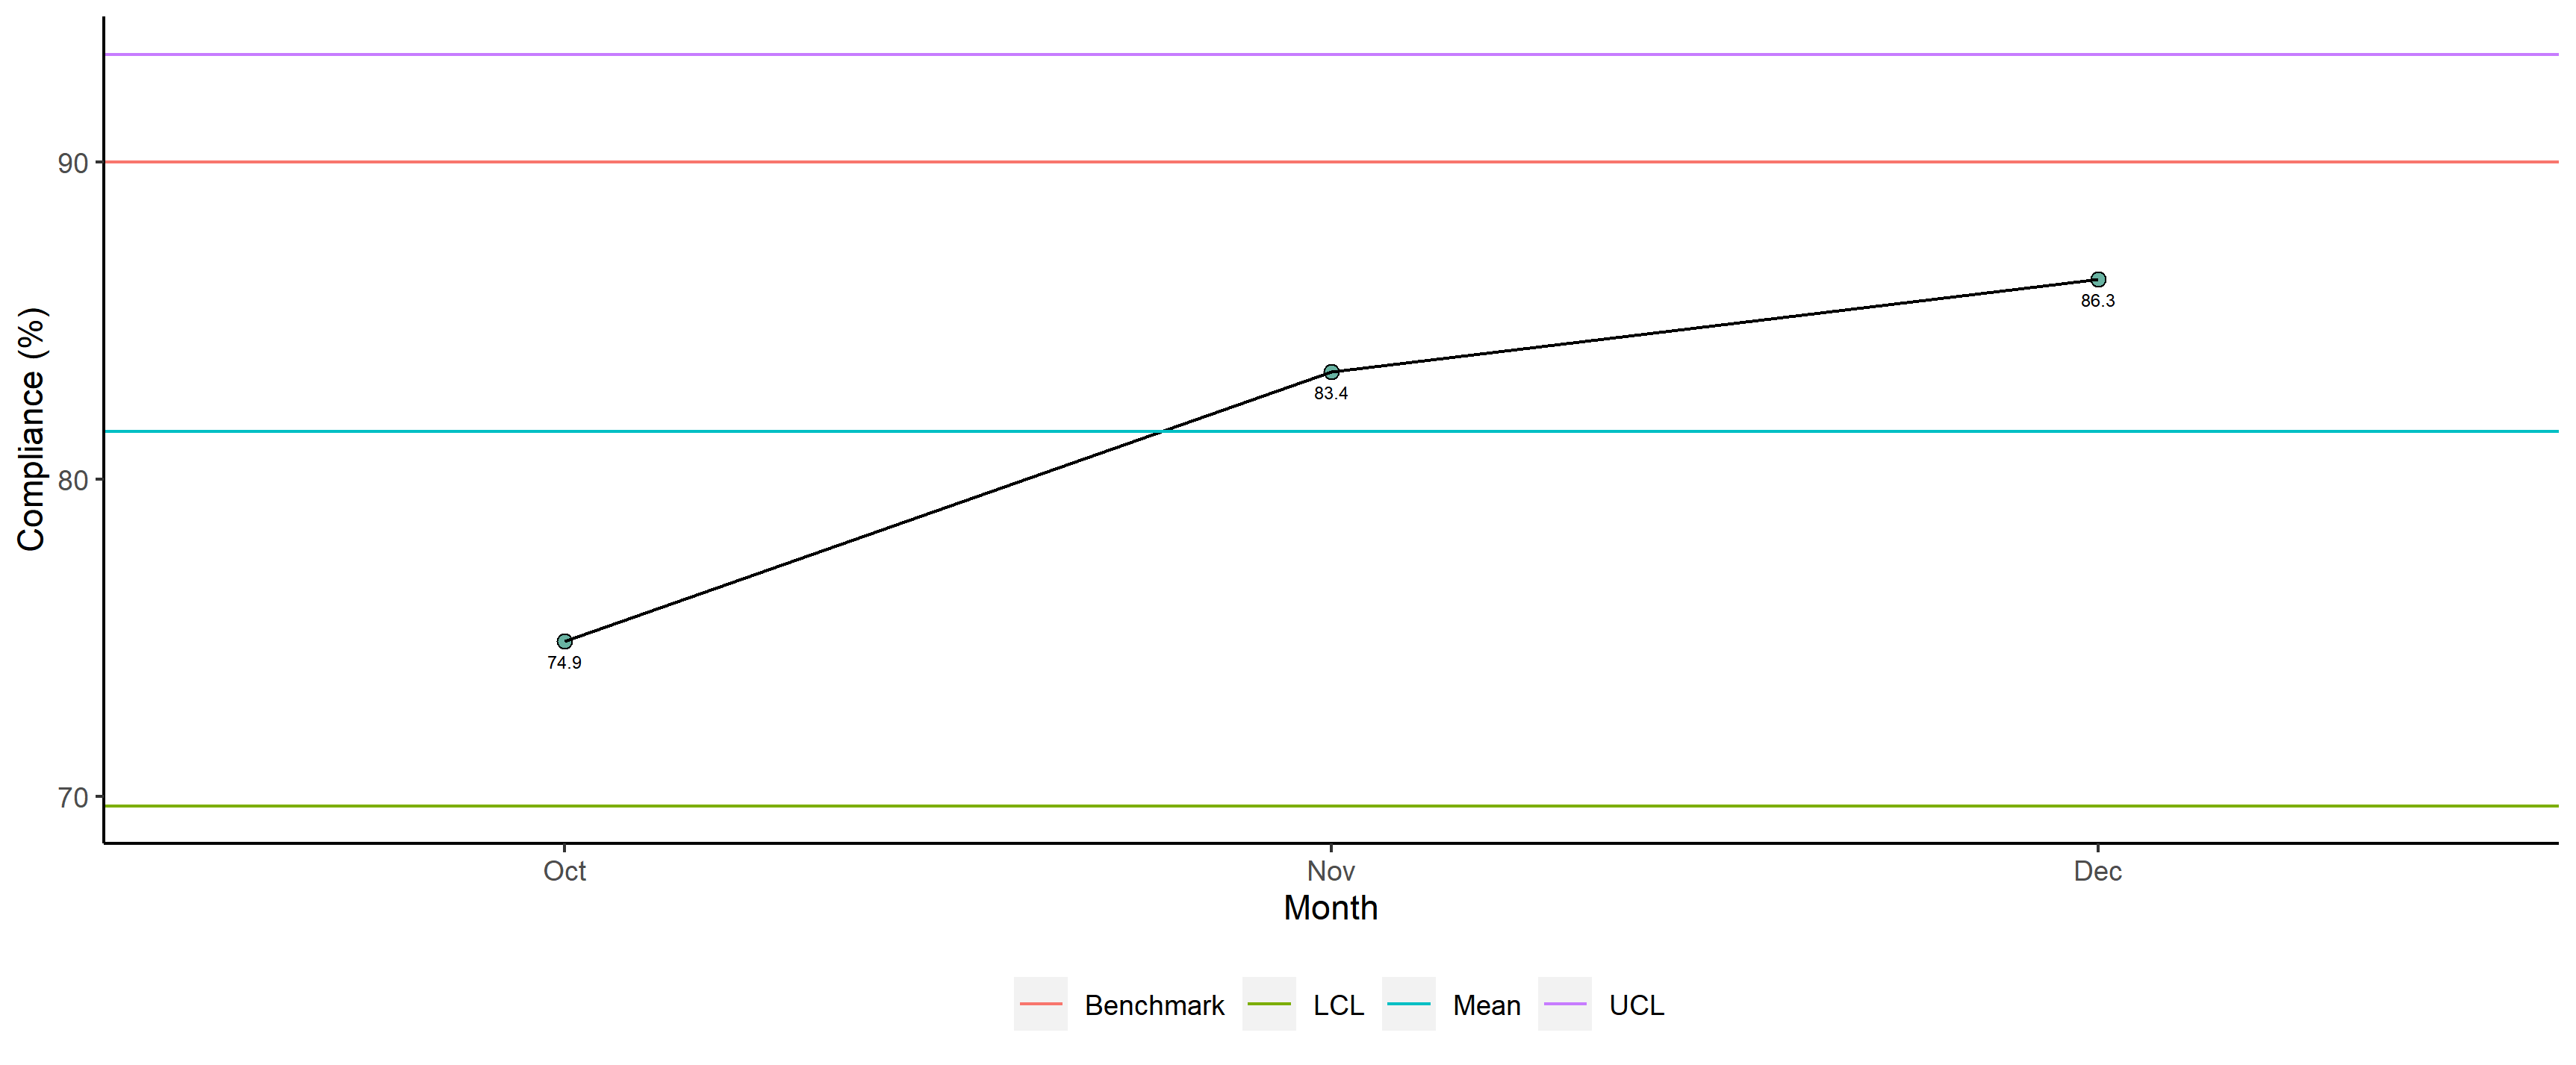 Compliance (%)
90
80
70
86.3
83.4
74.9
Oct Nov Dec
Month
Benchmark LCL Mean UCL